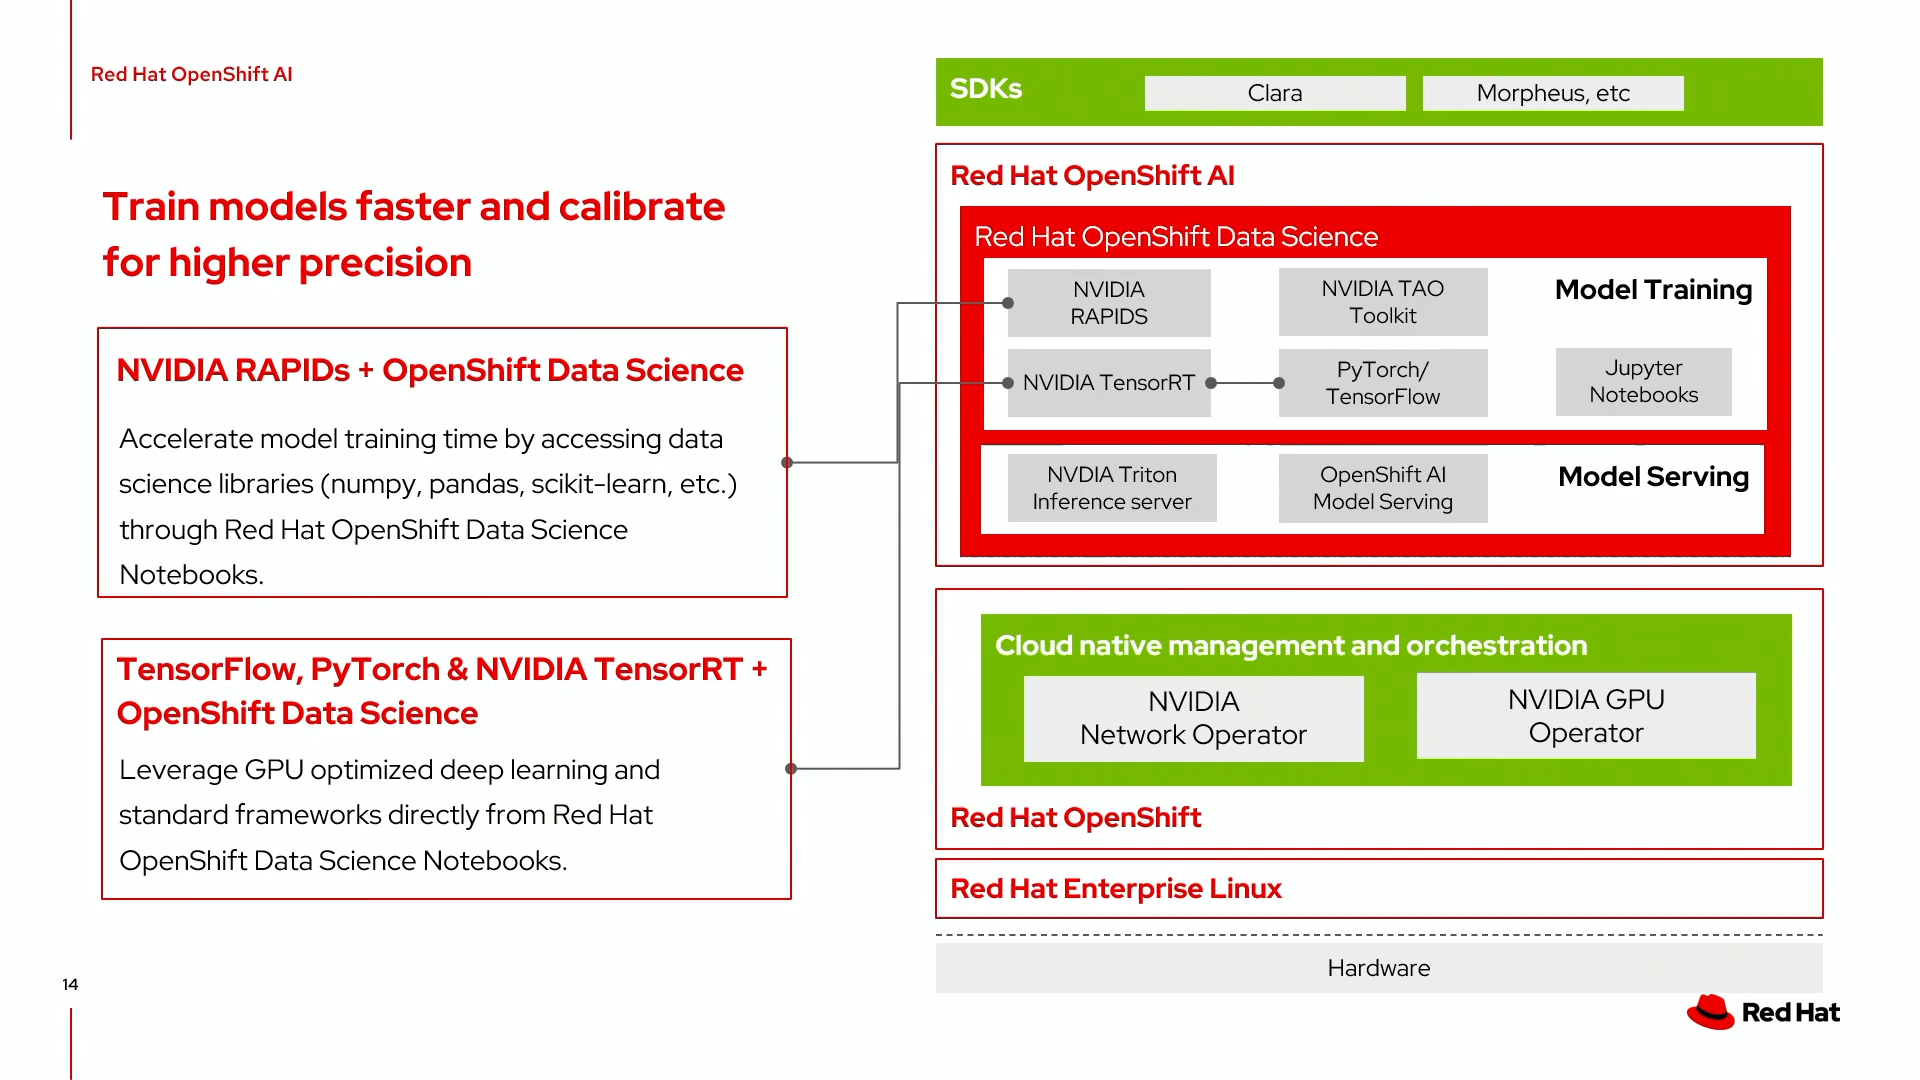 Red Hat OpenShift AI
Train models faster and calibrate
for higher precision
NVIDIA RAPIDs + OpenShift Data Science
Accelerate model training time by accessing data
science libraries (numpy, pandas, scikit-learn, etc.)
through Red Hat OpenShift Data Science
Notebooks.
TensorFlow, PyTorch & NVIDIA TensorRT +
OpenShift Data Science
Leverage GPU optimized deep learning and
standard frameworks directly from Red Hat
OpenShift Data Science Notebooks.
14
SDKs
Clara
Morpheus, etc
Red Hat OpenShift AI
Red Hat OpenShift Data Science
NVIDIA
RAPIDS
NVIDIA TAO
Toolkit
Model Training
NVIDIA TensorRT
PyTorch/
TensorFlow
Jupyter
Notebooks
NVDIA Triton
Inference server
OpenShift AI
Model Serving
Model Serving
Cloud native management and orchestration
NVIDIA
Network Operator
NVIDIA GPU
Operator
Red Hat OpenShift
Red Hat Enterprise Linux
Hardware
Red Hat